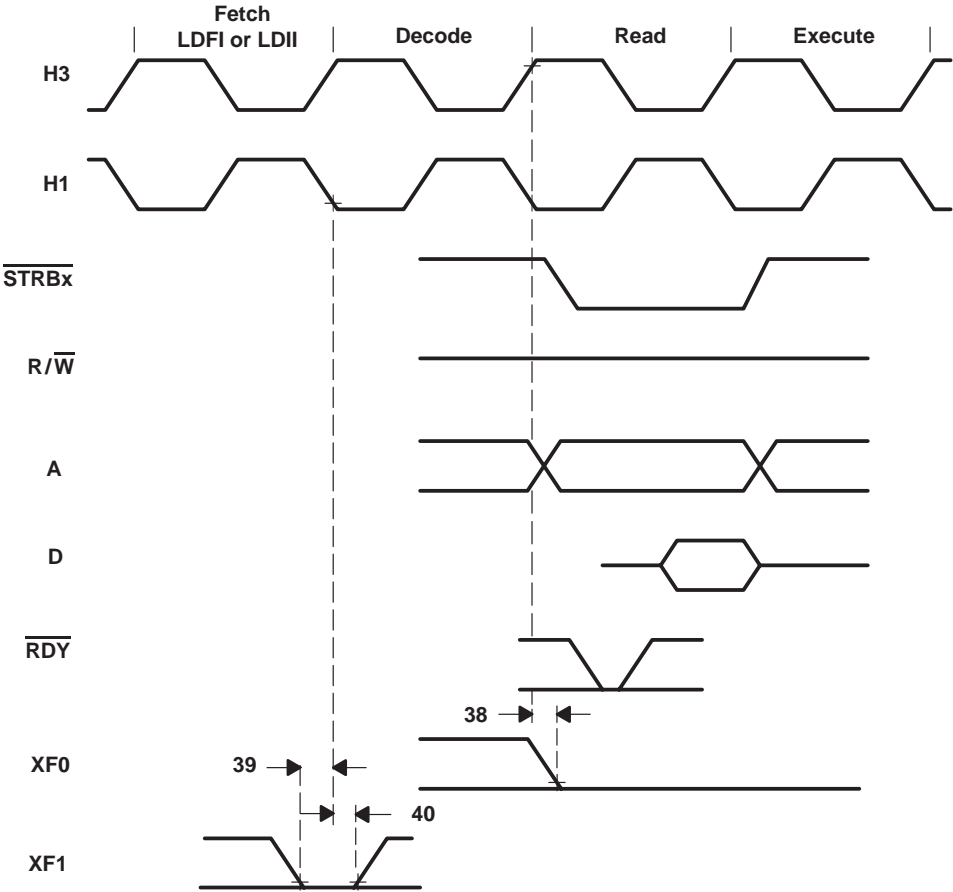 Fetch
LDFI or LDII
Decode
Read
Execute
H3
H1
STRBx
R/W
A
D
RDY
38
XF0
39
40
XF1